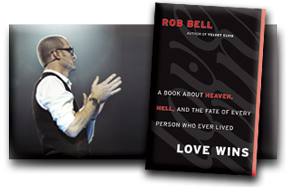 ROB BELL
AUTHOR OF VELVET ELVIS
A BOOK ABOUT HEAVEN,
HELL, AND THE FATE OF EVERY
PERSON WHO EVER LIVED
LOVE WINS